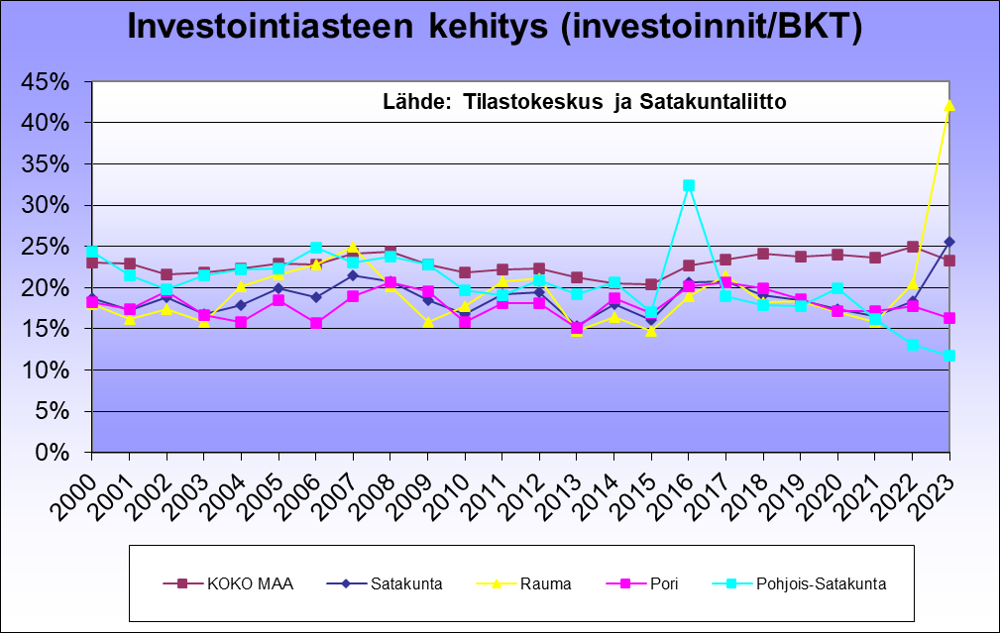 Investointiasteen kehitys (investoinnit/BKT)
Lähde: Tilastokeskus ja Satakuntaliitto
45%
40%
35%
30%
25%
20%
15%
10%
5%
0%
2000 2001 2002 2003 2004 2005 2006 2007 2008 2009 2010 2011 2012 2013 2014 2015 2016 2017 2018 2019 2020 2021 2022 2023
KOKO MAA Satakunta Rauma Pori Pohjois-Satakunta